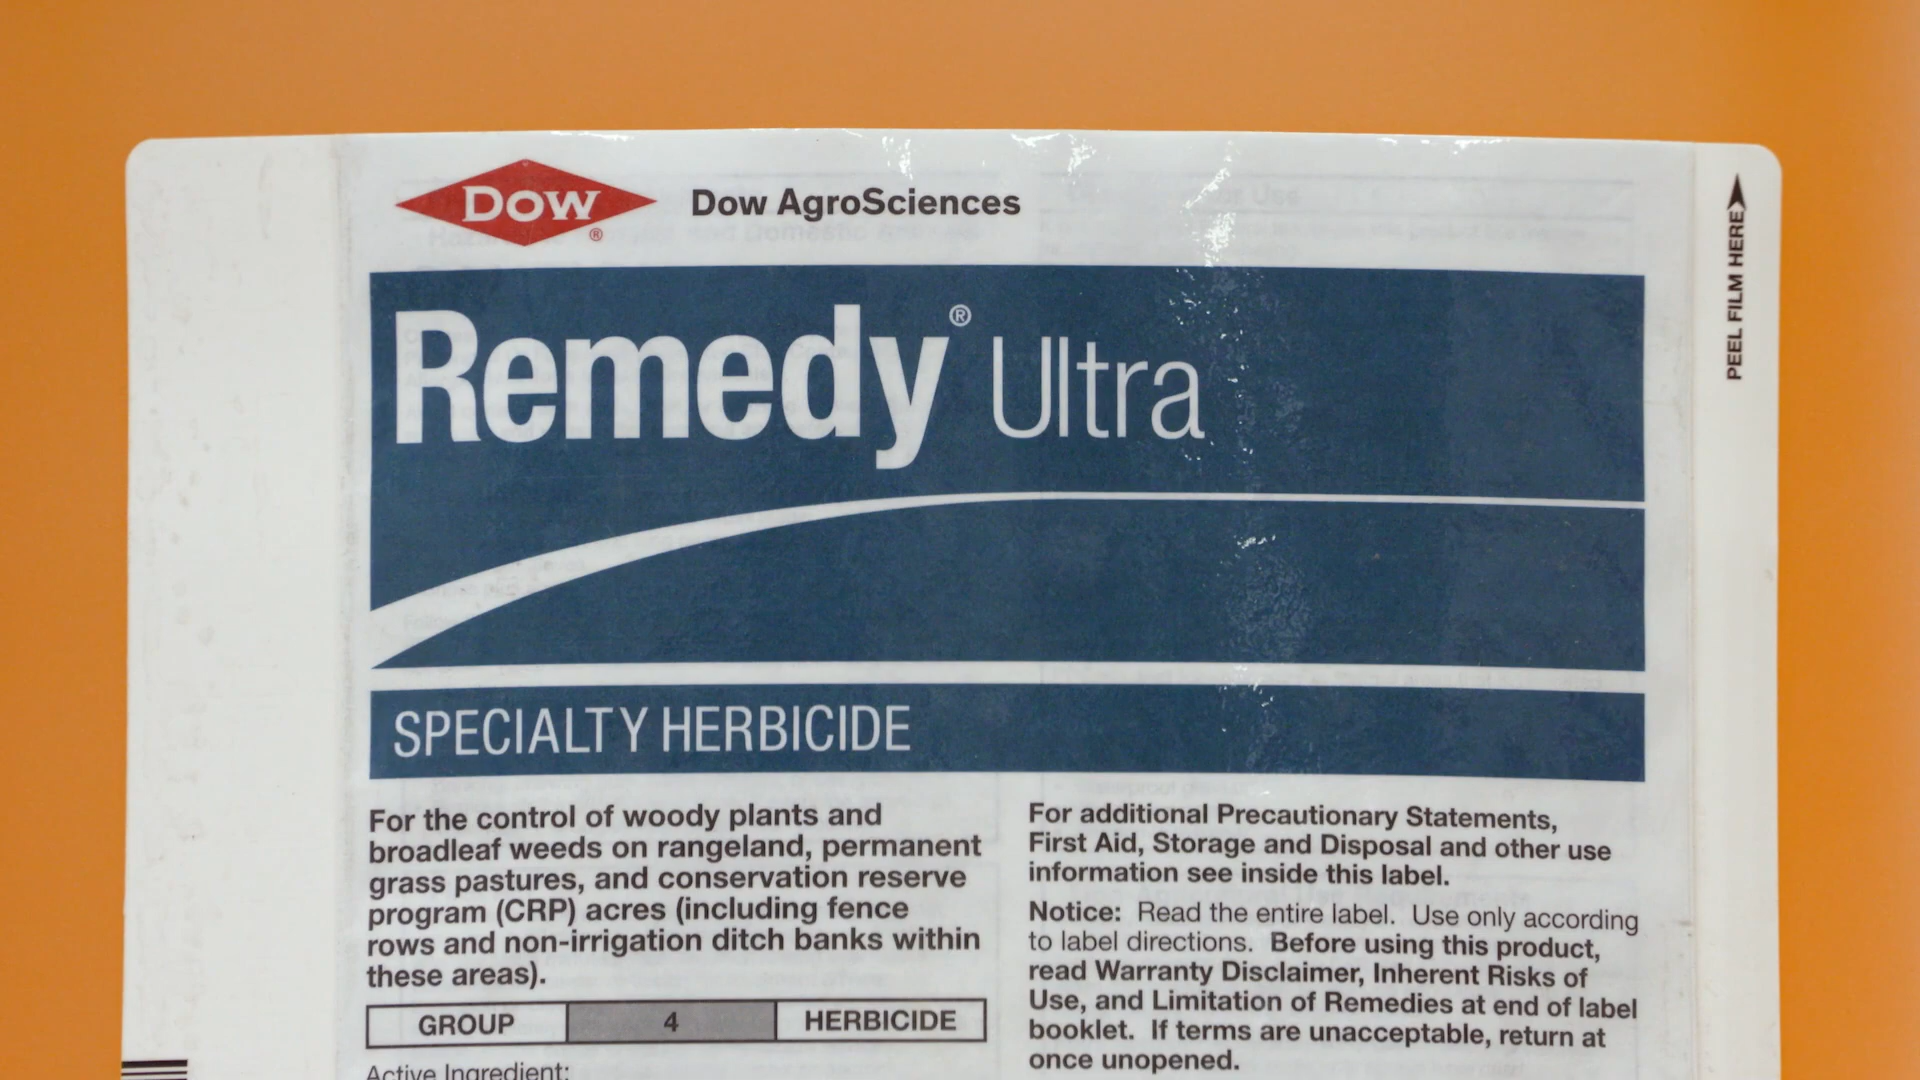 DOW®
Dow AgroSciences
PEEL FILM HERE
Remedy® Ultra
SPECIALTY HERBICIDE
For the control of woody plants and
broadleaf weeds on rangeland, permanent
grass pastures, and conservation reserve
program (CRP) acres (including fence
rows and non-irrigation ditch banks within
these areas).
GROUP 4 HERBICIDE
Active Ingredient:
For additional Precautionary Statements,
First Aid, Storage and Disposal and other use
information see inside this label.
Notice: Read the entire label. Use only according
to label directions. Before using this product,
read Warranty Disclaimer, Inherent Risks of
Use, and Limitation of Remedies at end of label
booklet. If terms are unacceptable, return at
once unopened.